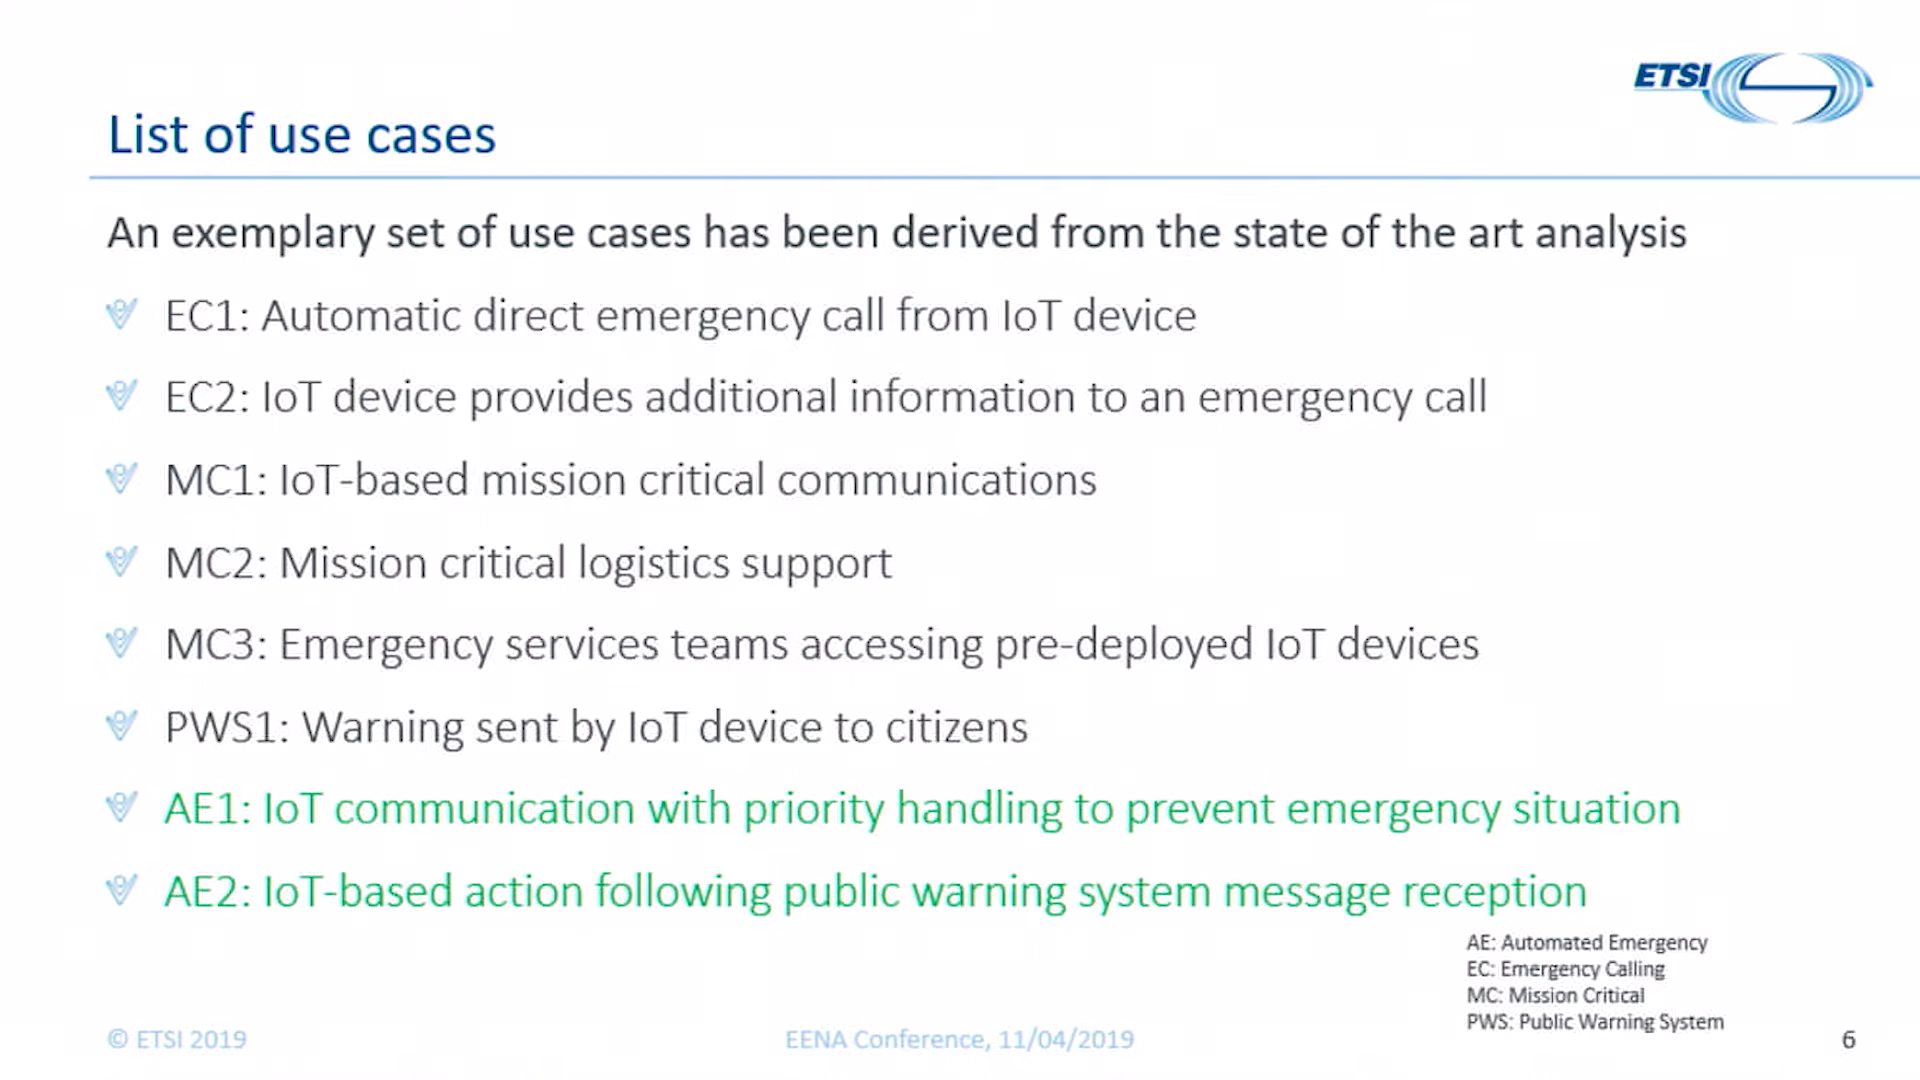 ETSI
List of use cases
An exemplary set of use cases has been derived from the state of the art analysis
EC1: Automatic direct emergency call from IoT device
EC2: IoT device provides additional information to an emergency call
MC1: IoT-based mission critical communications
MC2: Mission critical logistics support
MC3: Emergency services teams accessing pre-deployed IoT devices
PWS1: Warning sent by IoT device to citizens
AE1: IoT communication with priority handling to prevent emergency situation
AE2: IoT-based action following public warning system message reception
AE: Automated Emergency
EC: Emergency Calling
MC: Mission Critical
PWS: Public Warning System
© ETSI 2019
EENA Conference, 11/04/2019
6